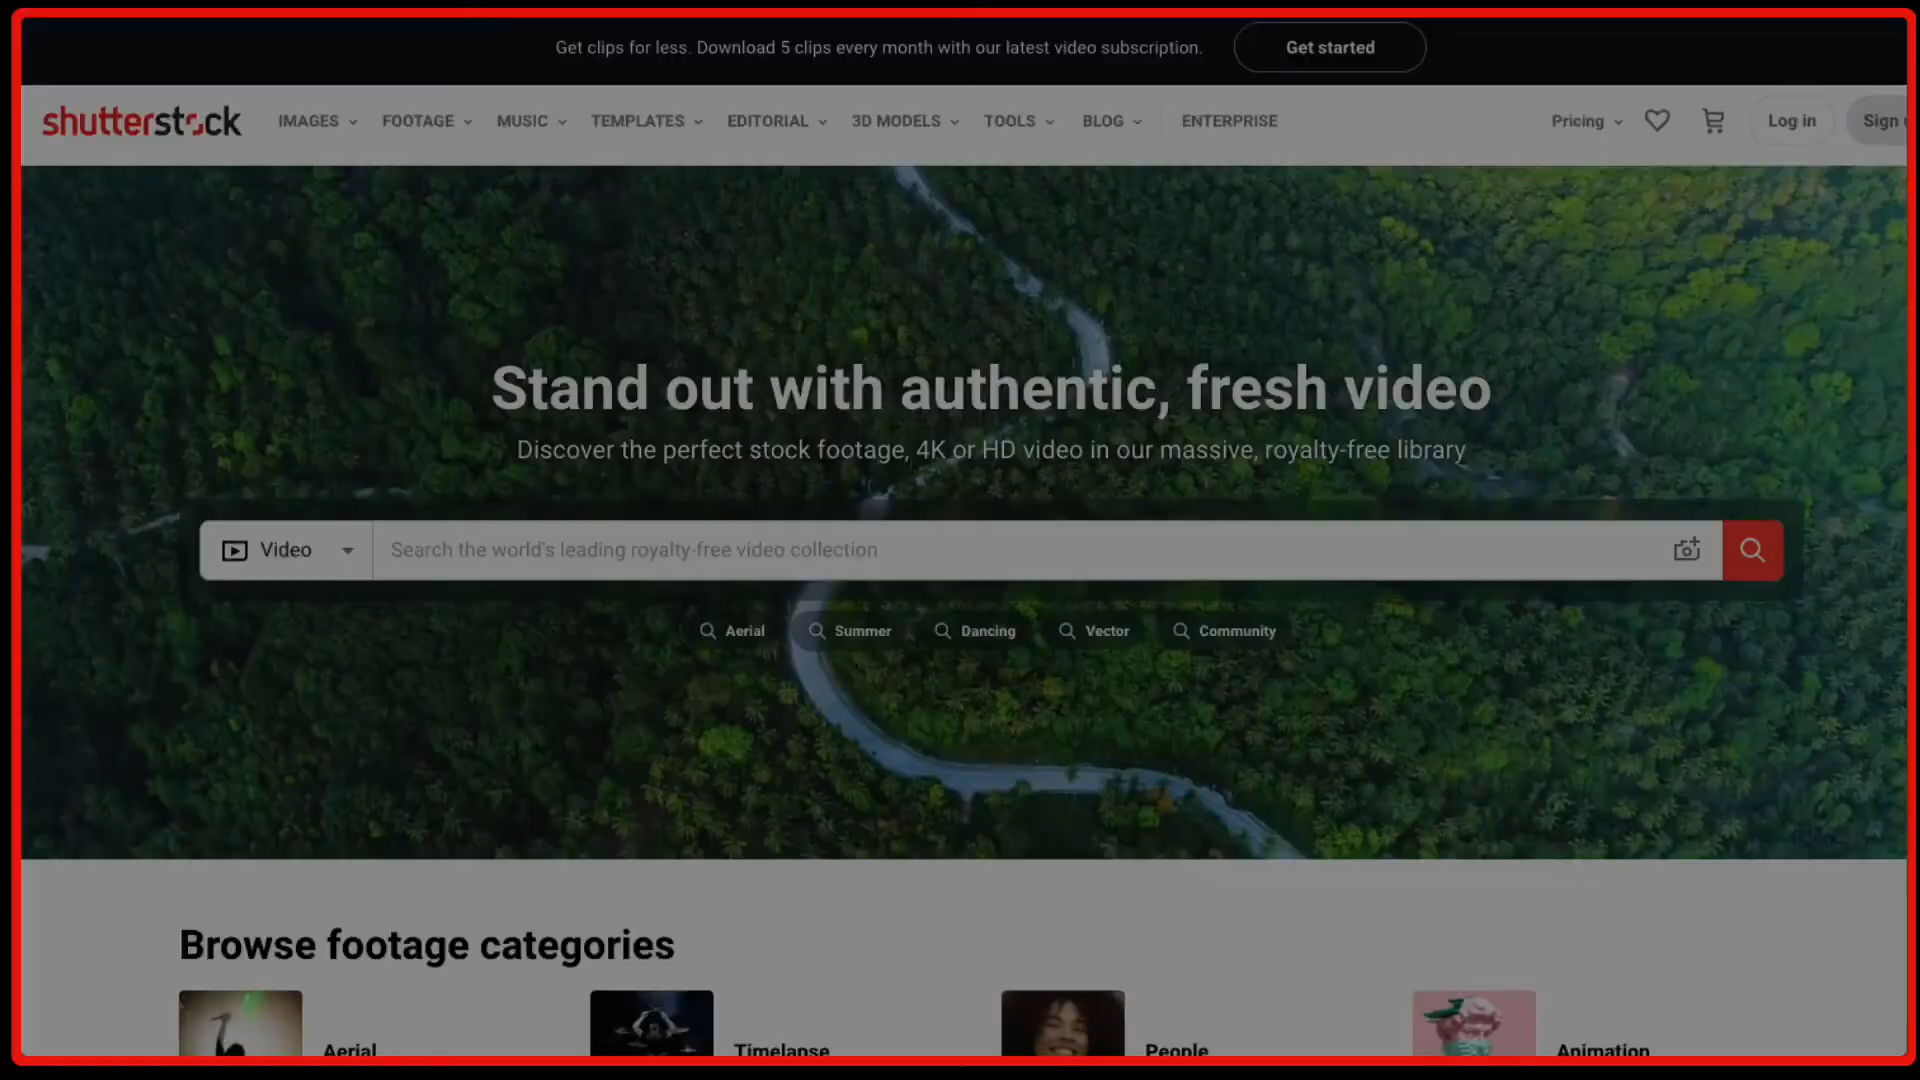 Get clips for less. Download 5 clips every month with our latest video subscription. Get started
shutterstock IMAGES FOOTAGE MUSIC TEMPLATES EDITORIAL 3D MODELS TOOLS BLOG ENTERPRISE Pricing Log in Sign
Stand out with authentic, fresh video
Discover the perfect stock footage, 4K or HD video in our massive, royalty-free library
Video Search the world's leading royalty-free video collection
Aerial Summer Dancing Vector Community
Browse footage categories
Aerial Timelapse People Animation